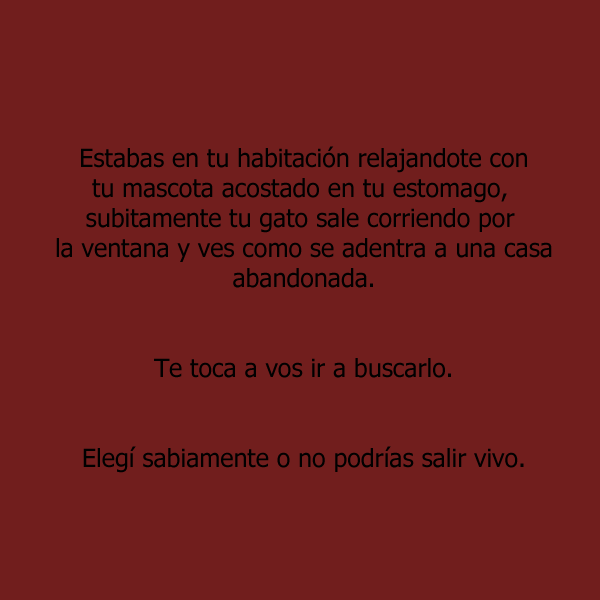 Estabas en tu habitación relajandote con
tu mascota acostado en tu estomago,
subitamente tu gato sale corriendo por
la ventana y ves como se adentra a una casa
abandonada.
Te toca a vos ir a buscarlo.
Elegí sabiamente o no podrías salir vivo.